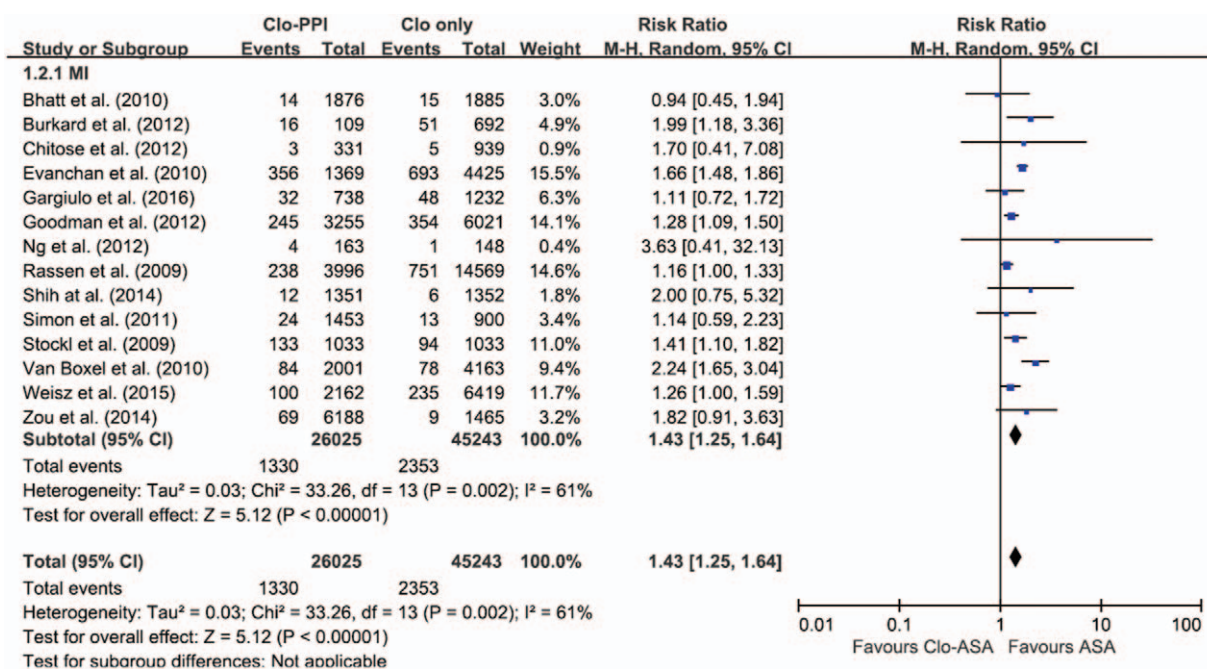 Clo-PPI Clo only Risk Ratio Risk Ratio
Study or Subgroup Events Total Events Total Weight M-H, Random, 95% CI M-H, Random, 95% CI
1.2.1 MI
Bhatt et al. (2010) 14 1876 15 1885 3.0% 0.94 [0.45, 1.94]
Burkard et al. (2012) 16 109 51 692 4.9% 1.99 [1.18, 3.36]
Chitose et al. (2012) 3 331 5 939 0.9% 1.70 [0.41, 7.08]
Evanchan et al. (2010) 356 1369 693 4425 15.5% 1.66 [1.48, 1.86]
Gargiulo et al. (2016) 32 738 48 1232 6.3% 1.11 [0.72, 1.72]
Goodman et al. (2012) 245 3255 354 6021 14.1% 1.28 [1.09, 1.50]
Ng et al. (2012) 4 163 1 148 0.4% 3.63 [0.41, 32.13]
Rassen et al. (2009) 238 3996 751 14569 14.6% 1.16 [1.00, 1.33]
Shih at al. (2014) 12 1351 6 1352 1.8% 2.00 [0.75, 5.32]
Simon et al. (2011) 24 1453 13 900 3.4% 1.14 [0.59, 2.23]
Stockl et al. (2009) 133 1033 94 1033 11.0% 1.41 [1.10, 1.82]
Van Boxel et al. (2010) 84 2001 78 4163 9.4% 2.24 [1.65, 3.04]
Weisz et al. (2015) 100 2162 235 6419 11.7% 1.26 [1.00, 1.59]
Zou et al. (2014) 69 6188 9 1465 3.2% 1.82 [0.91, 3.63]
Subtotal (95% CI) 26025 45243 100.0% 1.43 [1.25, 1.64]
Total events 1330 2353
Heterogeneity: Tau² = 0.03; Chi² = 33.26, df = 13 (P = 0.002); I² = 61%
Test for overall effect: Z = 5.12 (P < 0.00001)
Total (95% CI) 26025 45243 100.0% 1.43 [1.25, 1.64]
Total events 1330 2353
Heterogeneity: Tau² = 0.03; Chi² = 33.26, df = 13 (P = 0.002); I² = 61%
Test for overall effect: Z = 5.12 (P < 0.00001)
Test for subgroup differences: Not applicable
0.01 0.1 1 10 100
Favours Clo-ASA Favours ASA